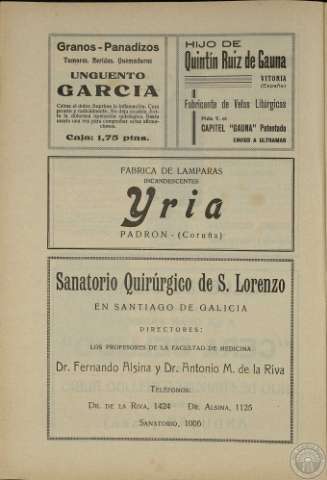 Granos - Panadizos
Tumores. Heridas. Quemaduras
UNGUENTO
GARCIA
Caja: 1,75 ptas.
HIJO DE
Quintín Ruiz de Gauna
VITORIA
(España)
Fabricante de Velas Litúrgicas
Pida V. el
CAPITEL "GAUNA" Patentado
ENVIOS A ULTRAMAR
FABRICA DE LAMPARAS
INCANDESCENTES
Yria
PADRON - (Coruña)
Sanatorio Quirúrgico de S. Lorenzo
EN SANTIAGO DE GALICIA
DIRECTORES:
LOS PROFESORES DE LA FACULTAD DE MEDICINA
Dr. Fernando Alsina y Dr. Antonio M. de la Riva
TELÉFONOS:
DR. DE LA RIVA, 1424 DR. ALSINA, 1125
SANATORIO, 1006